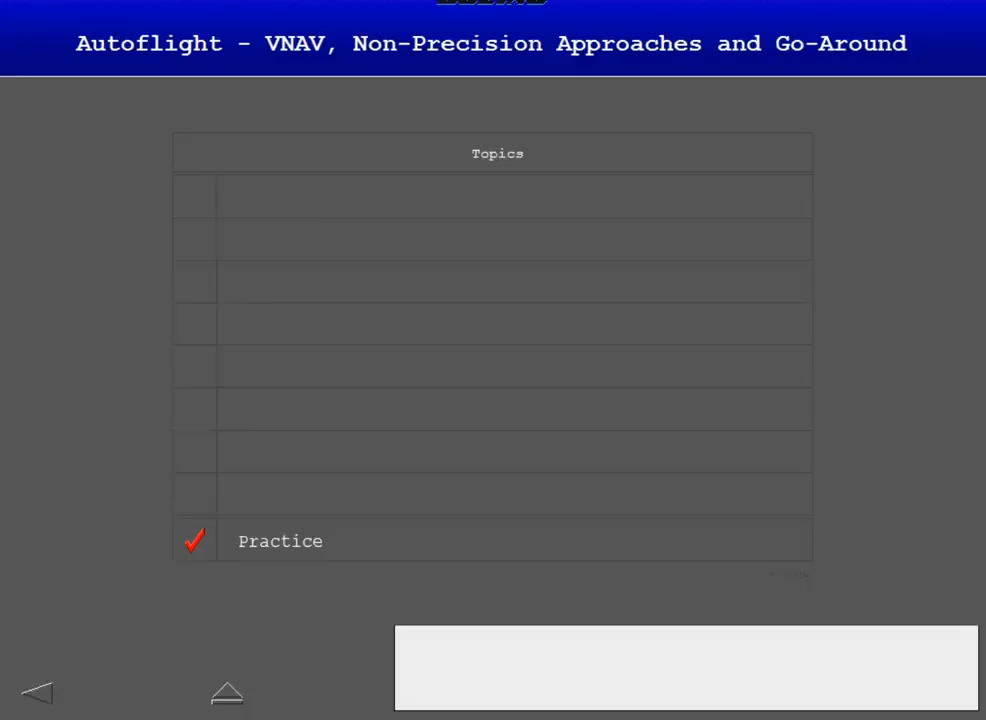 Autoflight - VNAV, Non-Precision Approaches and Go-Around
Topics
Practice